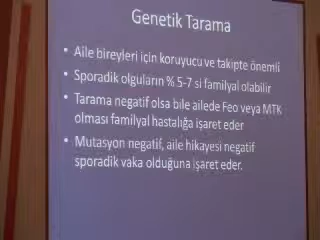 Genetik Tarama
• Aile bireyleri için koruyucu ve takipte önemli
• Sporadik olguların % 5-7 si familyal olabilir
• Tarama negatif olsa bile ailede Feo veya MTK
olması familyal hastalığa işaret eder
• Mutasyon negatif, aile hikayesi negatif
sporadik vaka olduğuna işaret eder.